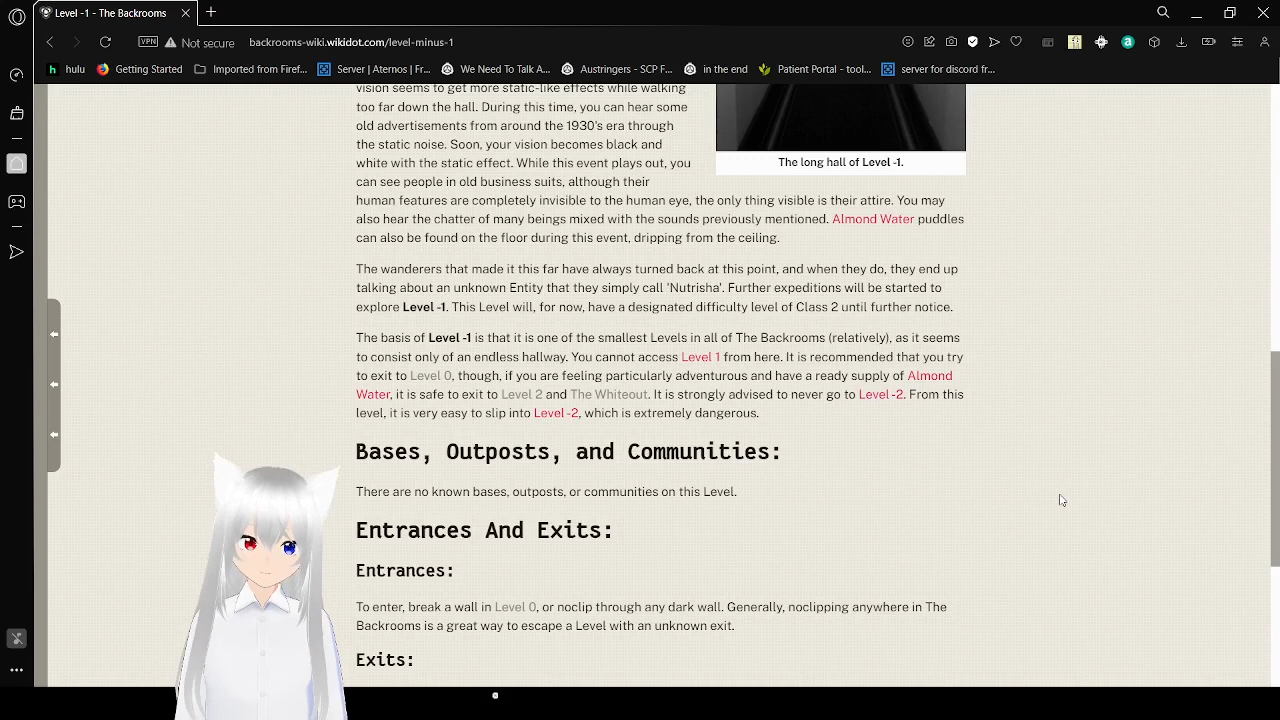 Level -1 - The Backrooms
VPN
Not secure
backrooms-wiki.wikidot.com/level-minus-1
hulu
Getting Started
Imported from Firef...
Server | Aternos | Fr...
We Need To Talk A...
Austringers - SCP F...
in the end
Patient Portal - tool...
server for discord fr...
vision seems to get more static-like effects while walking
too far down the hall. During this time, you can hear some
old advertisements from around the 1930's era through
the static noise. Soon, your vision becomes black and
white with the static effect. While this event plays out, you
can see people in old business suits, although their
human features are completely invisible to the human eye, the only thing visible is their attire. You may
also hear the chatter of many beings mixed with the sounds previously mentioned. Almond Water puddles
can also be found on the floor during this event, dripping from the ceiling.
The long hall of Level -1.
The wanderers that made it this far have always turned back at this point, and when they do, they end up
talking about an unknown Entity that they simply call 'Nutrisha'. Further expeditions will be started to
explore Level -1. This Level will, for now, have a designated difficulty level of Class 2 until further notice.
The basis of Level -1 is that it is one of the smallest Levels in all of The Backrooms (relatively), as it seems
to consist only of an endless hallway. You cannot access Level 1 from here. It is recommended that you try
to exit to Level 0, though, if you are feeling particularly adventurous and have a ready supply of Almond
Water, it is safe to exit to Level 2 and The Whiteout. It is strongly advised to never go to Level -2. From this
level, it is very easy to slip into Level -2, which is extremely dangerous.
Bases, Outposts, and Communities:
There are no known bases, outposts, or communities on this Level.
Entrances And Exits:
Entrances:
To enter, break a wall in Level 0, or noclip through any dark wall. Generally, noclipping anywhere in The
Backrooms is a great way to escape a Level with an unknown exit.
Exits: